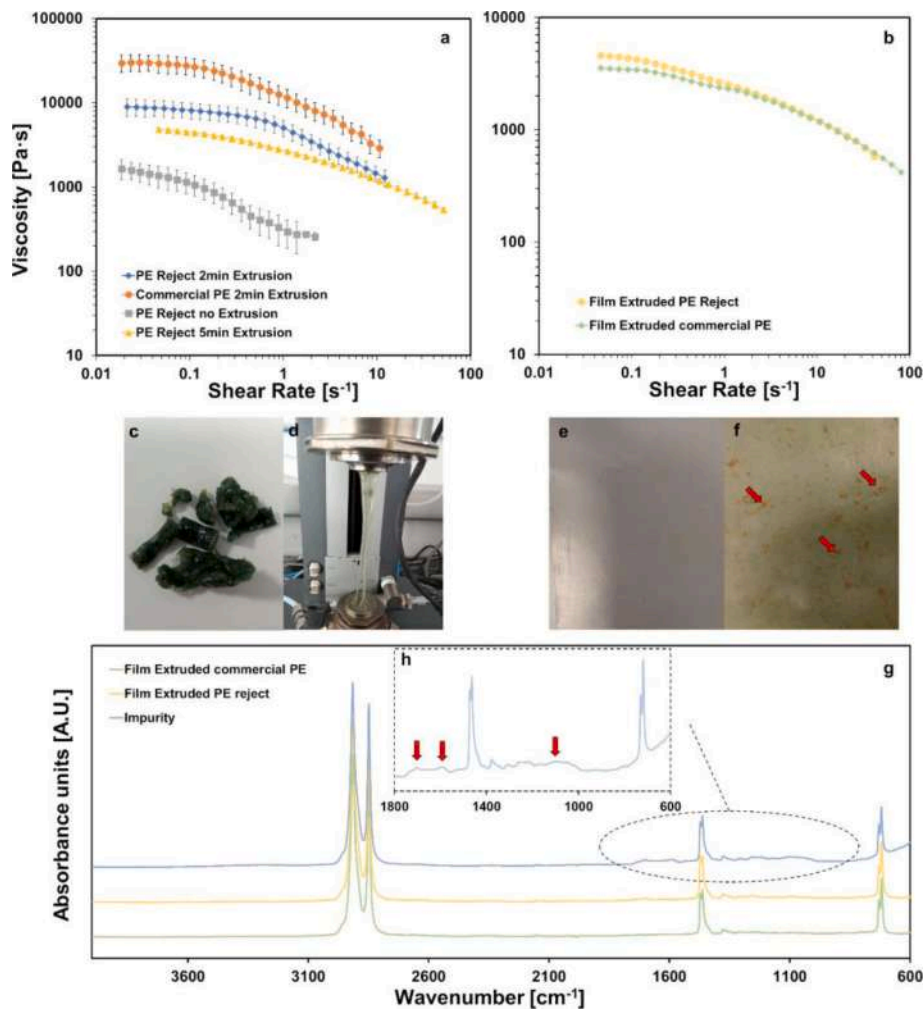 a
100000
10000
1000
100
10
Viscosity [Pa·s]
PE Reject 2min Extrusion
Commercial PE 2min Extrusion
PE Reject no Extrusion
PE Reject 5min Extrusion
0.01 0.1 1 10 100
Shear Rate [s⁻¹]
b
10000
1000
100
10
Film Extruded PE Reject
Film Extruded commercial PE
0.01 0.1 1 10 100
Shear Rate [s⁻¹]
c
d
e
f
g
Film Extruded commercial PE
Film Extruded PE reject
Impurity
h
1800 1400 1000 600
Absorbance units [A.U.]
3600 3100 2600 2100 1600 1100 600
Wavenumber [cm⁻¹]